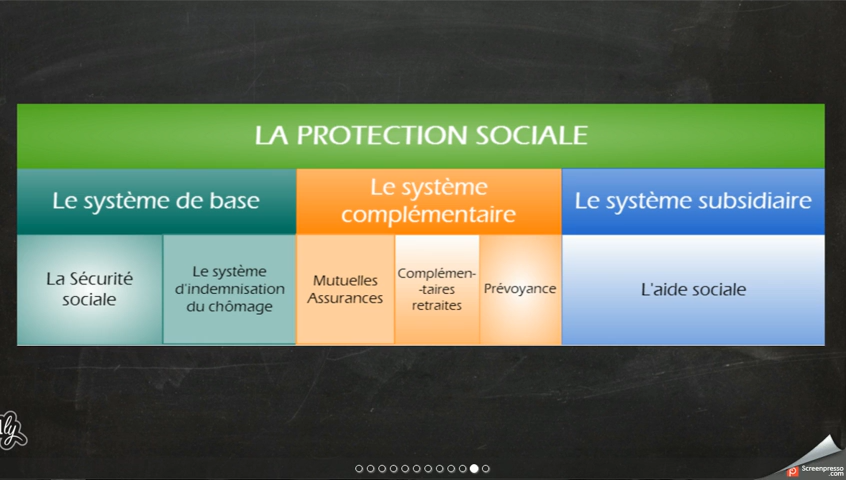 LA PROTECTION SOCIALE
Le système de base
Le système
complémentaire
Le système subsidiaire
La Sécurité
sociale
Le système
d'indemnisation
du chômage
Mutuelles
Assurances
Complémen-
-taires
retraites
Prévoyance
L'aide sociale
ly
Screenpresso
.com